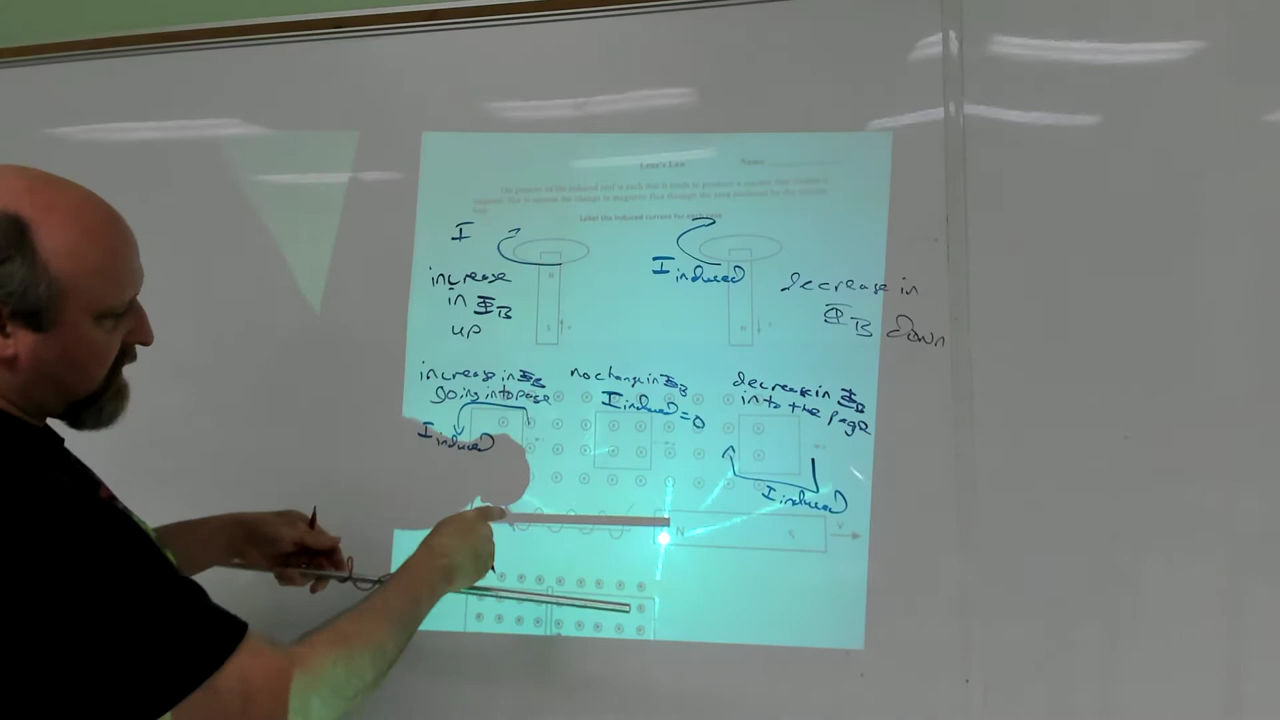 Lenz's Law Name
Label the induced current for each case
I
increase
in ΦB
up
N
S
v
I induced
decrease in
ΦB Down
N
v
increase in ΦB
going into page
I induced
no change in ΦB
I induced = 0
decrease in ΦB
into the page
I induced
N S v